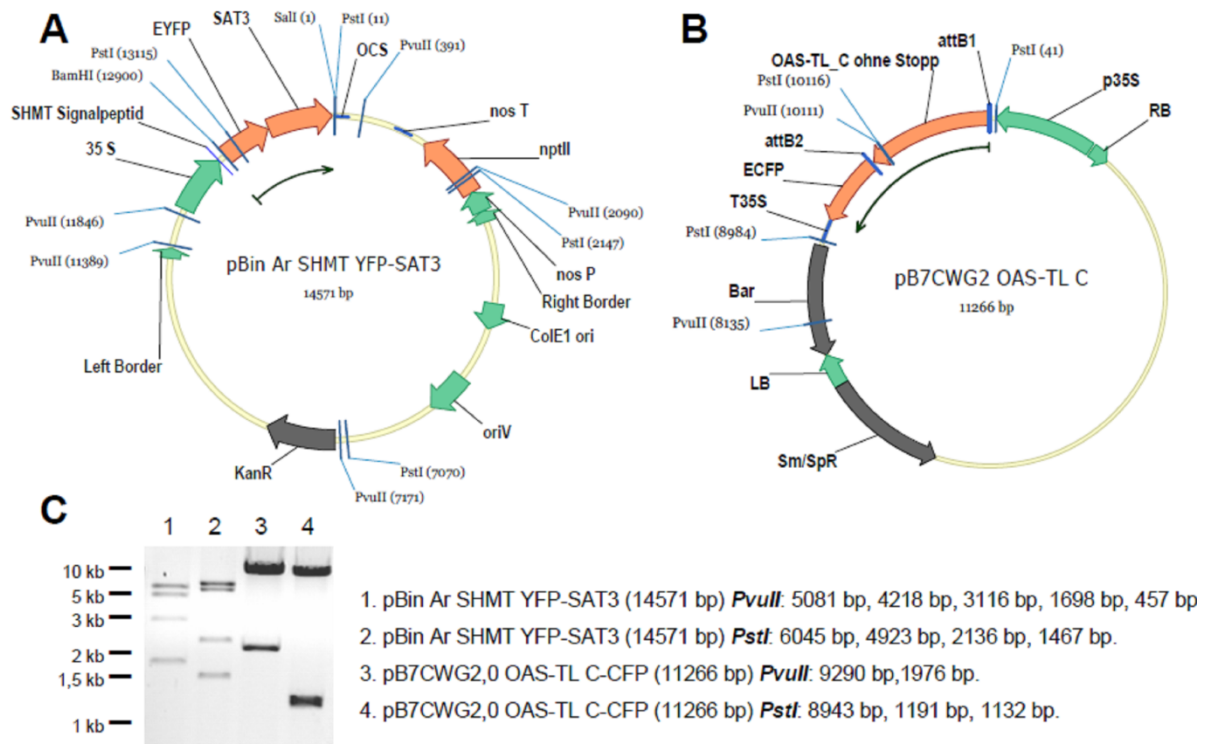 A
EYFP
SAT3
SalI (1)
PstI (11)
OCS
PvuII (391)
PstI (13115)
BamHI (12900)
SHMT Signalpeptid
35 S
nos T
nptII
PvuII (11846)
PvuII (2090)
PstI (2147)
PvuII (11389)
pBin Ar SHMT YFP-SAT3
14571 bp
nos P
Right Border
ColE1 ori
Left Border
oriV
KanR
PstI (7070)
PvuII (7171)
B
attB1
PstI (41)
OAS-TL_C ohne Stopp
p35S
PstI (10116)
RB
PvuII (10111)
attB2
ECFP
T35S
PstI (8984)
pB7CWG2 OAS-TL C
11266 bp
Bar
PvuII (8135)
LB
Sm/SpR
C
1 2 3 4
10 kb
5 kb
3 kb
2 kb
1,5 kb
1 kb
1. pBin Ar SHMT YFP-SAT3 (14571 bp) PvuII: 5081 bp, 4218 bp, 3116 bp, 1698 bp, 457 bp
2. pBin Ar SHMT YFP-SAT3 (14571 bp) PstI: 6045 bp, 4923 bp, 2136 bp, 1467 bp.
3. pB7CWG2,0 OAS-TL C-CFP (11266 bp) PvuII: 9290 bp,1976 bp.
4. pB7CWG2,0 OAS-TL C-CFP (11266 bp) PstI: 8943 bp, 1191 bp, 1132 bp.